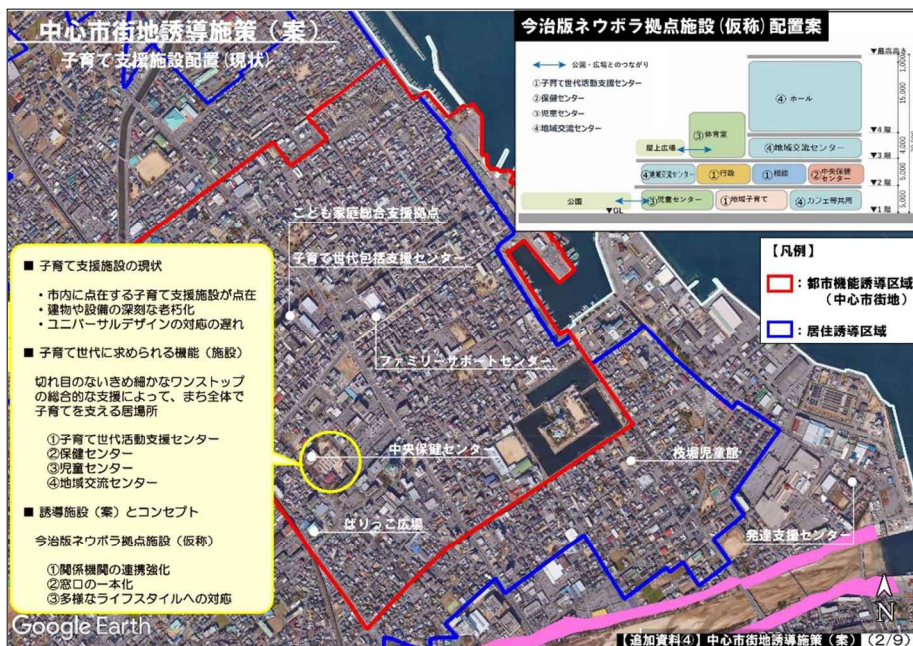 中心市街地誘導施策（案）
子育て支援施設配置(現状)
今治版ネウボラ拠点施設(仮称)配置案
公園・広場とのつながり
①子育て世代活動支援センター
②保健センター
③児童センター
④地域交流センター
▼最高高さ
1,000
④ホール
15,000
▼4階
③体育室
屋上広場
④地域交流センター
4,000
▼3階
④地域交流センター
①行政
①相談
②中央保健センター
5,000
▼2階
公園
③児童センター
①地域子育て
④カフェ等共用
5,000
▼GL
▼1階
【凡例】
：都市機能誘導区域
（中心市街地）
：居住誘導区域
こども家庭総合支援拠点
子育て世代包括支援センター
ファミリーサポートセンター
中央保健センター
枝堀児童館
ばりっこ広場
発達支援センター
■ 子育て支援施設の現状
・市内に点在する子育て支援施設が点在
・建物や設備の深刻な老朽化
・ユニバーサルデザインの対応の遅れ
■ 子育て世代に求められる機能（施設）
切れ目のないきめ細かなワンストップ
の総合的な支援によって、まち全体で
子育てを支える居場所
①子育て世代活動支援センター
②保健センター
③児童センター
④地域交流センター
■ 誘導施設（案）とコンセプト
今治版ネウボラ拠点施設（仮称）
①関係機関の連携強化
②窓口の一本化
③多様なライフスタイルへの対応
Google Earth
N
【追加資料④】中心市街地誘導施策（案） (2/9)